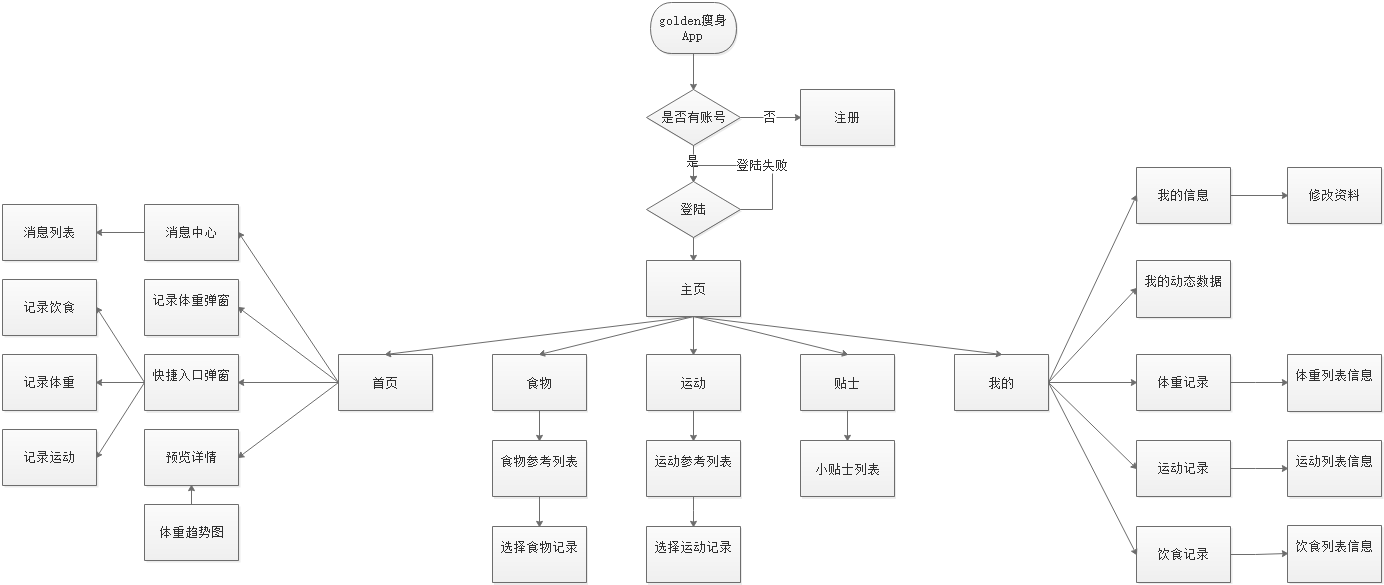 golden瘦身
App
是否有账号
否
注册
是
登陆失败
登陆
主页
我的信息
修改资料
消息列表
消息中心
我的动态数据
记录饮食
记录体重弹窗
记录体重
快捷入口弹窗
首页
食物
运动
贴士
我的
体重记录
体重列表信息
记录运动
预览详情
食物参考列表
运动参考列表
小贴士列表
运动记录
运动列表信息
体重趋势图
选择食物记录
选择运动记录
饮食记录
饮食列表信息